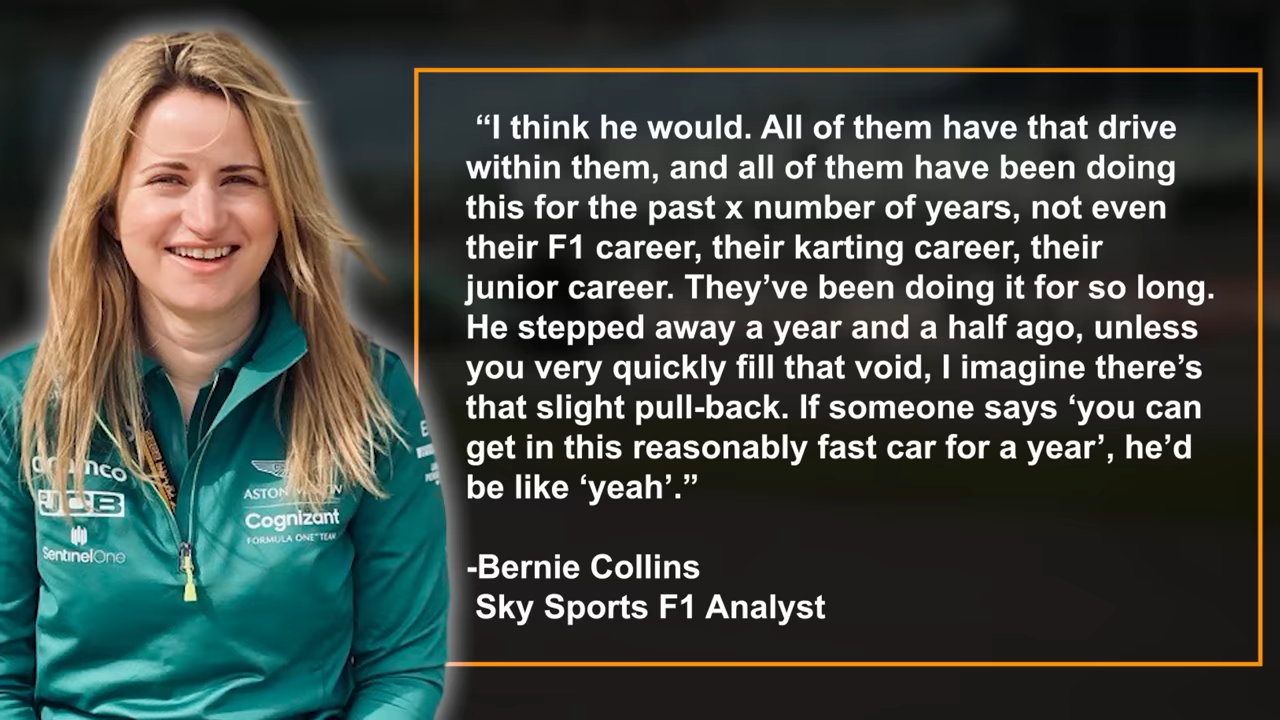 “I think he would. All of them have that drive
within them, and all of them have been doing
this for the past x number of years, not even
their F1 career, their karting career, their
junior career. They’ve been doing it for so long.
He stepped away a year and a half ago, unless
you very quickly fill that void, I imagine there’s
that slight pull-back. If someone says ‘you can
get in this reasonably fast car for a year’, he’d
be like ‘yeah’.”
-Bernie Collins
Sky Sports F1 Analyst
JCB
SentinelOne
Cognizant
FORMULA ONE™ TEAM